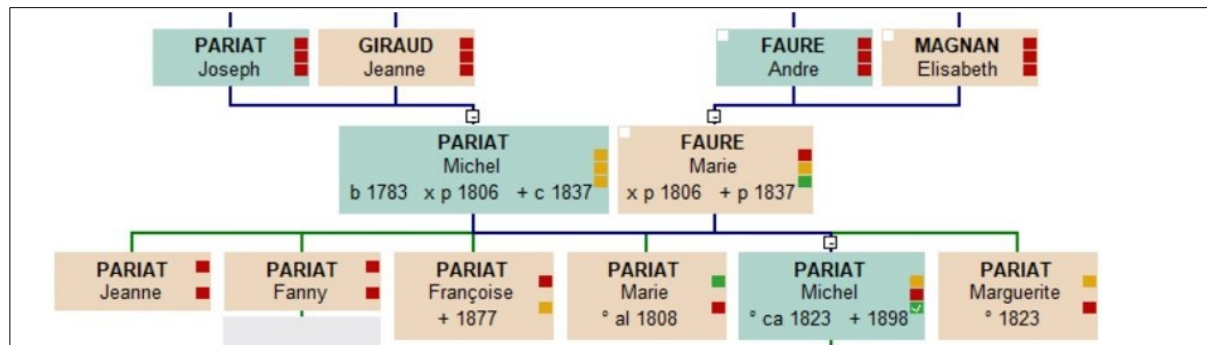 PARIAT
Joseph
GIRAUD
Jeanne
FAURE
Andre
MAGNAN
Elisabeth
PARIAT
Michel
b 1783 x p 1806 + c 1837
FAURE
Marie
x p 1806 + p 1837
PARIAT
Jeanne
PARIAT
Fanny
PARIAT
Françoise
+ 1877
PARIAT
Marie
° al 1808
PARIAT
Michel
° ca 1823 + 1898
PARIAT
Marguerite
° 1823